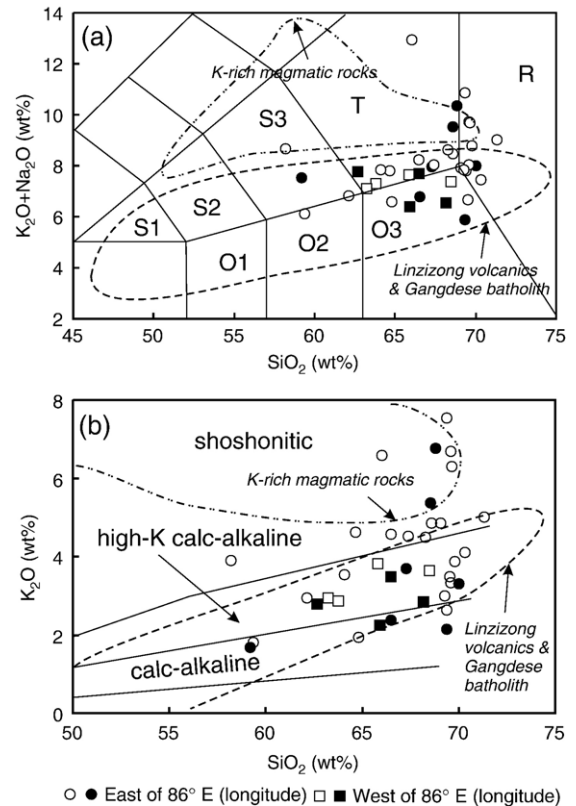 (a)
K-rich magmatic rocks
R
T
S3
S2
S1
O1
O2
O3
Linzizong volcanics
& Gangdese batholith
K₂O+Na₂O (wt%)
14
12
10
8
6
4
2
45 50 55 60 65 70 75
SiO₂ (wt%)
(b)
shoshonitic
K-rich magmatic rocks
high-K calc-alkaline
calc-alkaline
Linzizong
volcanics &
Gangdese
batholith
K₂O (wt%)
8
6
4
2
0
50 55 60 65 70 75
SiO₂ (wt%)
East of 86° E (longitude) West of 86° E (longitude)